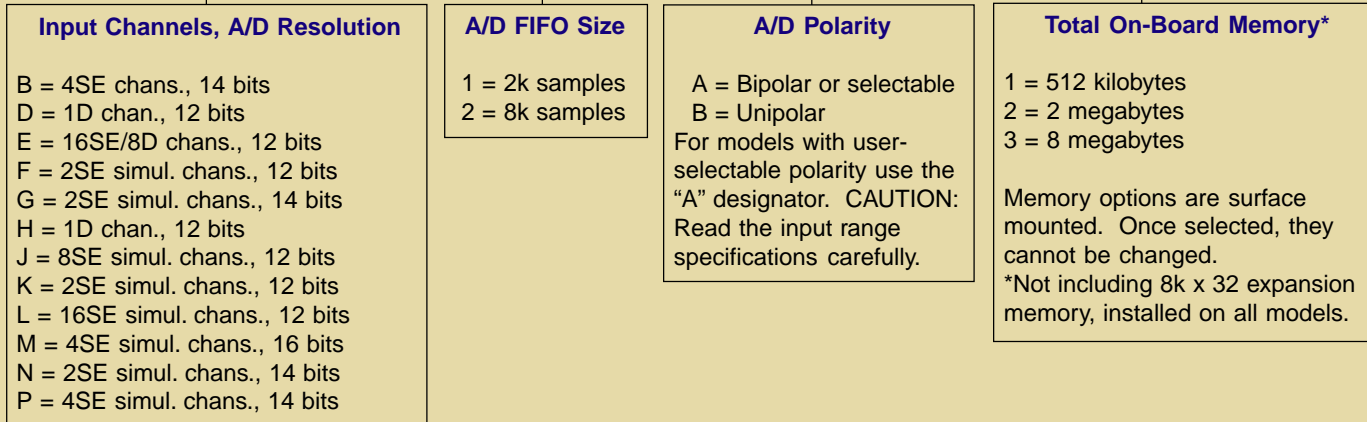 Input Channels, A/D Resolution
B = 4SE chans., 14 bits
D = 1D chan., 12 bits
E = 16SE/8D chans., 12 bits
F = 2SE simul. chans., 12 bits
G = 2SE simul. chans., 14 bits
H = 1D chan., 12 bits
J = 8SE simul. chans., 12 bits
K = 2SE simul. chans., 12 bits
L = 16SE simul. chans., 12 bits
M = 4SE simul. chans., 16 bits
N = 2SE simul. chans., 14 bits
P = 4SE simul. chans., 14 bits
A/D FIFO Size
1 = 2k samples
2 = 8k samples
A/D Polarity
A = Bipolar or selectable
B = Unipolar
For models with user-
selectable polarity use the
“A” designator. CAUTION:
Read the input range
specifications carefully.
Total On-Board Memory*
1 = 512 kilobytes
2 = 2 megabytes
3 = 8 megabytes
Memory options are surface
mounted. Once selected, they
cannot be changed.
*Not including 8k x 32 expansion
memory, installed on all models.